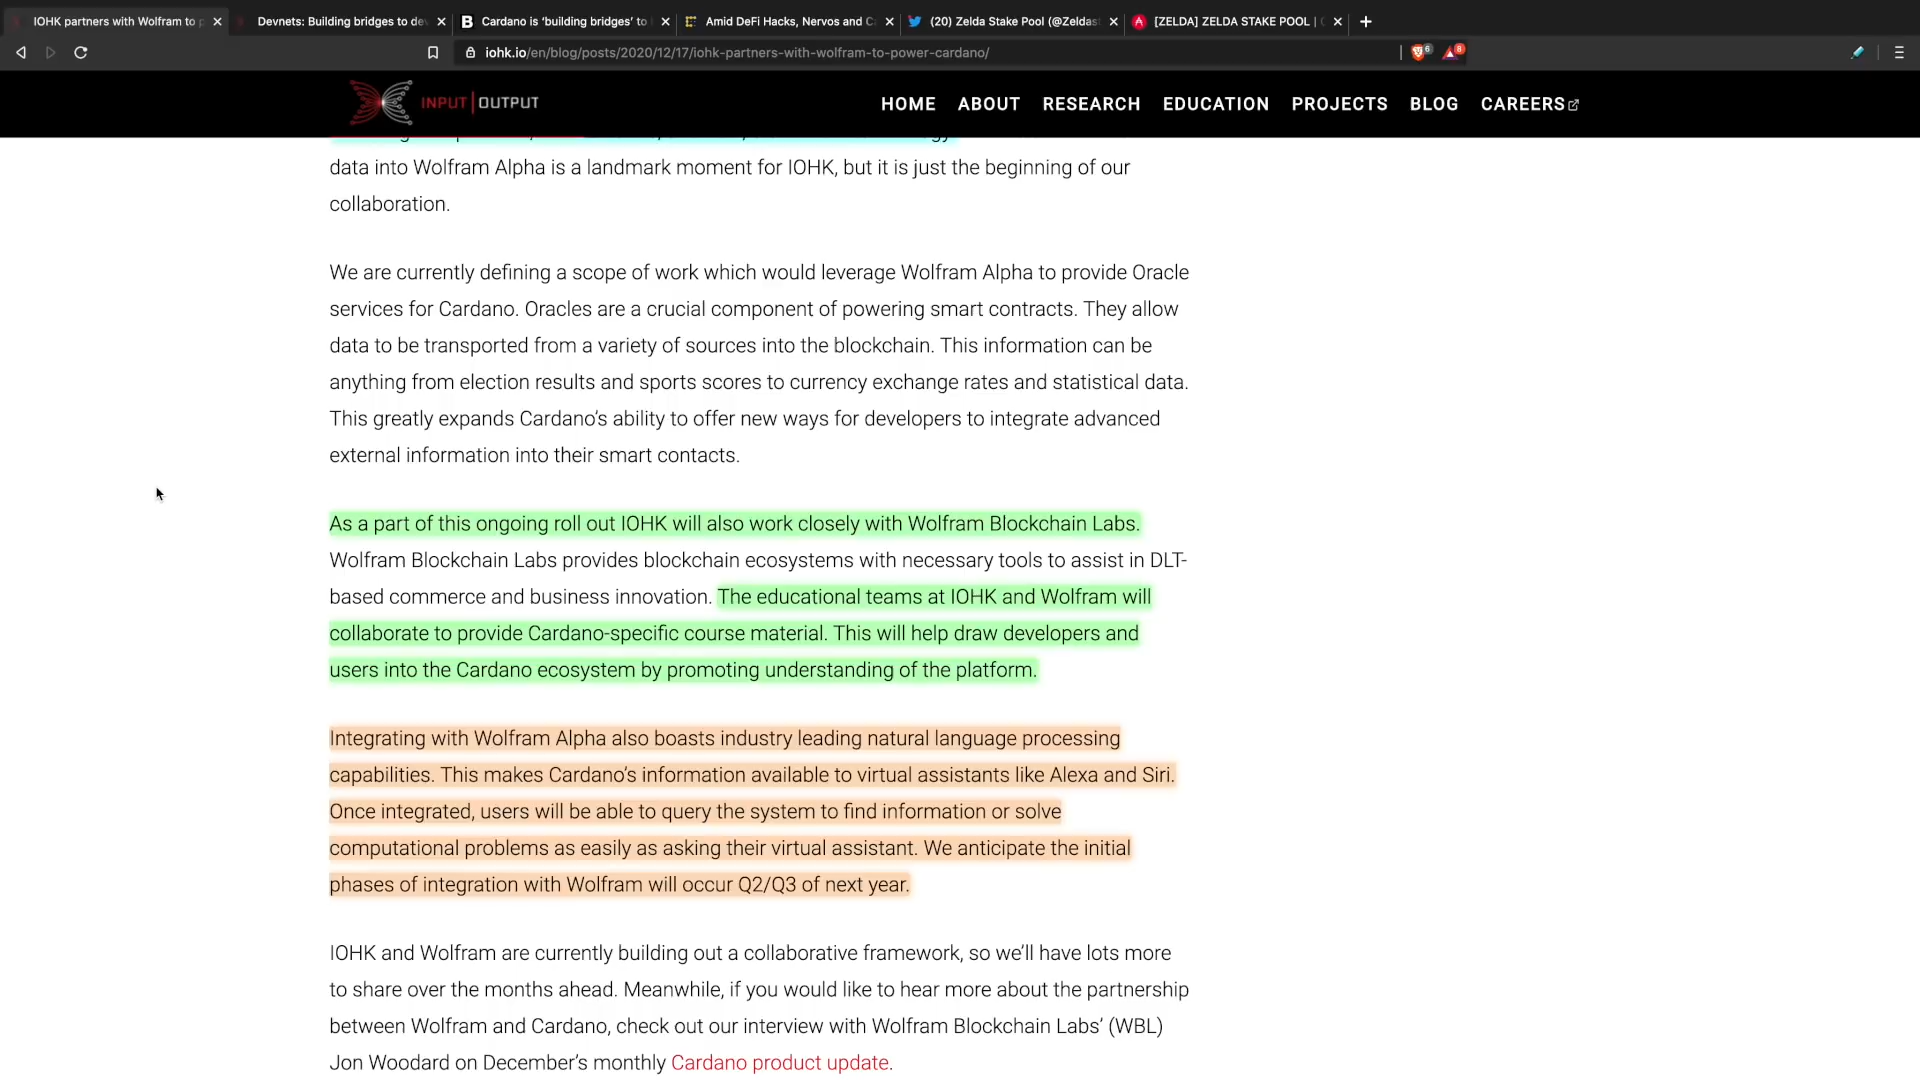 IOHK partners with Wolfram to p
Devnets: Building bridges to dev
B Cardano is ‘building bridges’ to
Amid DeFi Hacks, Nervos and C
(20) Zelda Stake Pool (@Zeldast
[ZELDA] ZELDA STAKE POOL |
iohk.io/en/blog/posts/2020/12/17/iohk-partners-with-wolfram-to-power-cardano/
6
8
INPUT|OUTPUT
HOME ABOUT RESEARCH EDUCATION PROJECTS BLOG CAREERS
data into Wolfram Alpha is a landmark moment for IOHK, but it is just the beginning of our
collaboration.
We are currently defining a scope of work which would leverage Wolfram Alpha to provide Oracle
services for Cardano. Oracles are a crucial component of powering smart contracts. They allow
data to be transported from a variety of sources into the blockchain. This information can be
anything from election results and sports scores to currency exchange rates and statistical data.
This greatly expands Cardano’s ability to offer new ways for developers to integrate advanced
external information into their smart contacts.
As a part of this ongoing roll out IOHK will also work closely with Wolfram Blockchain Labs.
Wolfram Blockchain Labs provides blockchain ecosystems with necessary tools to assist in DLT-
based commerce and business innovation. The educational teams at IOHK and Wolfram will
collaborate to provide Cardano-specific course material. This will help draw developers and
users into the Cardano ecosystem by promoting understanding of the platform.
Integrating with Wolfram Alpha also boasts industry leading natural language processing
capabilities. This makes Cardano’s information available to virtual assistants like Alexa and Siri.
Once integrated, users will be able to query the system to find information or solve
computational problems as easily as asking their virtual assistant. We anticipate the initial
phases of integration with Wolfram will occur Q2/Q3 of next year.
IOHK and Wolfram are currently building out a collaborative framework, so we’ll have lots more
to share over the months ahead. Meanwhile, if you would like to hear more about the partnership
between Wolfram and Cardano, check out our interview with Wolfram Blockchain Labs’ (WBL)
Jon Woodard on December’s monthly Cardano product update.